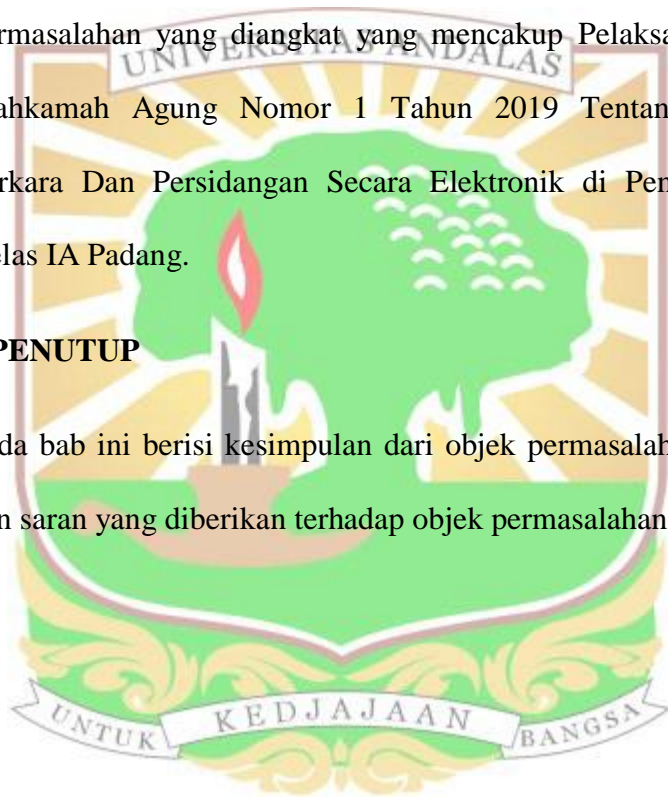 rmasalahan yang diangkat yang mencakup Pelaksa
UNIVERSITAS ANDALAS
ahkamah Agung Nomor 1 Tahun 2019 Tentan
rkara Dan Persidangan Secara Elektronik di Pen
elas IA Padang.
PENUTUP
da bab ini berisi kesimpulan dari objek permasalah
n saran yang diberikan terhadap objek permasalahan
UNTUK KEDJAJAAN BANGSA